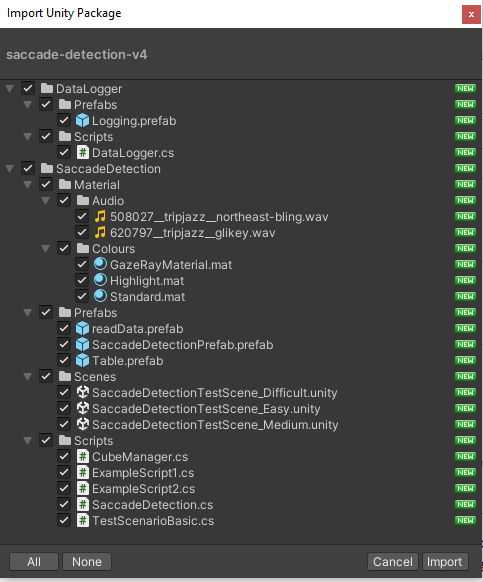 Import Unity Package
x
saccade-detection-v4
DataLogger NEW
Prefabs NEW
Logging.prefab NEW
Scripts NEW
# DataLogger.cs NEW
SaccadeDetection NEW
Material NEW
Audio NEW
508027__tripjazz__northeast-bling.wav NEW
620797__tripjazz__glikey.wav NEW
Colours NEW
GazeRayMaterial.mat NEW
Highlight.mat NEW
Standard.mat NEW
Prefabs NEW
readData.prefab NEW
SaccadeDetectionPrefab.prefab NEW
Table.prefab NEW
Scenes NEW
SaccadeDetectionTestScene_Difficult.unity NEW
SaccadeDetectionTestScene_Easy.unity NEW
SaccadeDetectionTestScene_Medium.unity NEW
Scripts NEW
# CubeManager.cs NEW
# ExampleScript1.cs NEW
# ExampleScript2.cs NEW
# SaccadeDetection.cs NEW
# TestScenarioBasic.cs NEW
All None Cancel Import